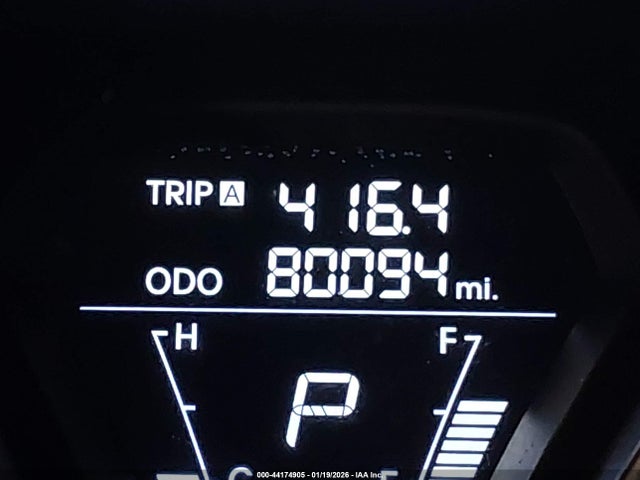 TRIP A 416.4
ODO 80094 mi.
H F
P
C E
000-44174905 - 01/19/2026 - IAA Inc.